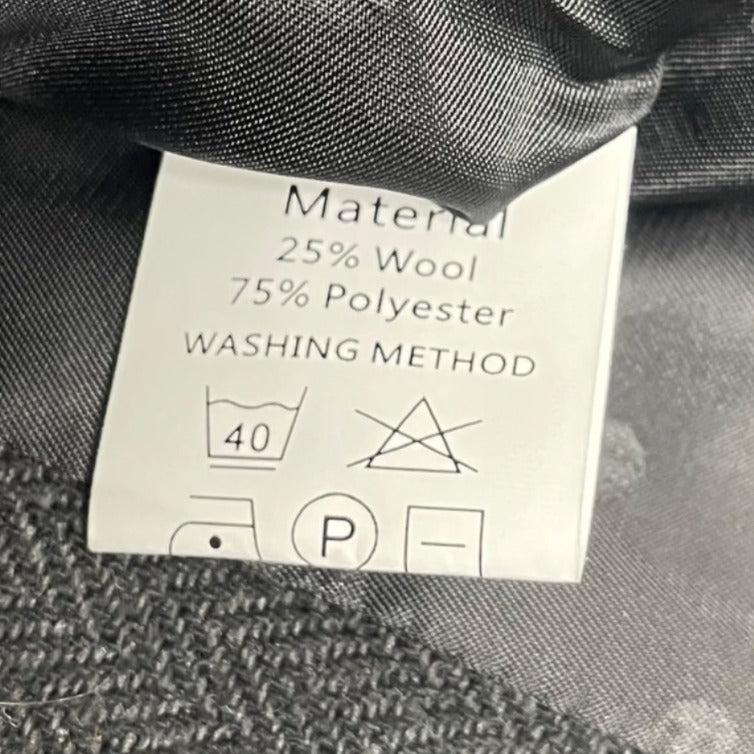 Material
25% Wool
75% Polyester
WASHING METHOD
40
P